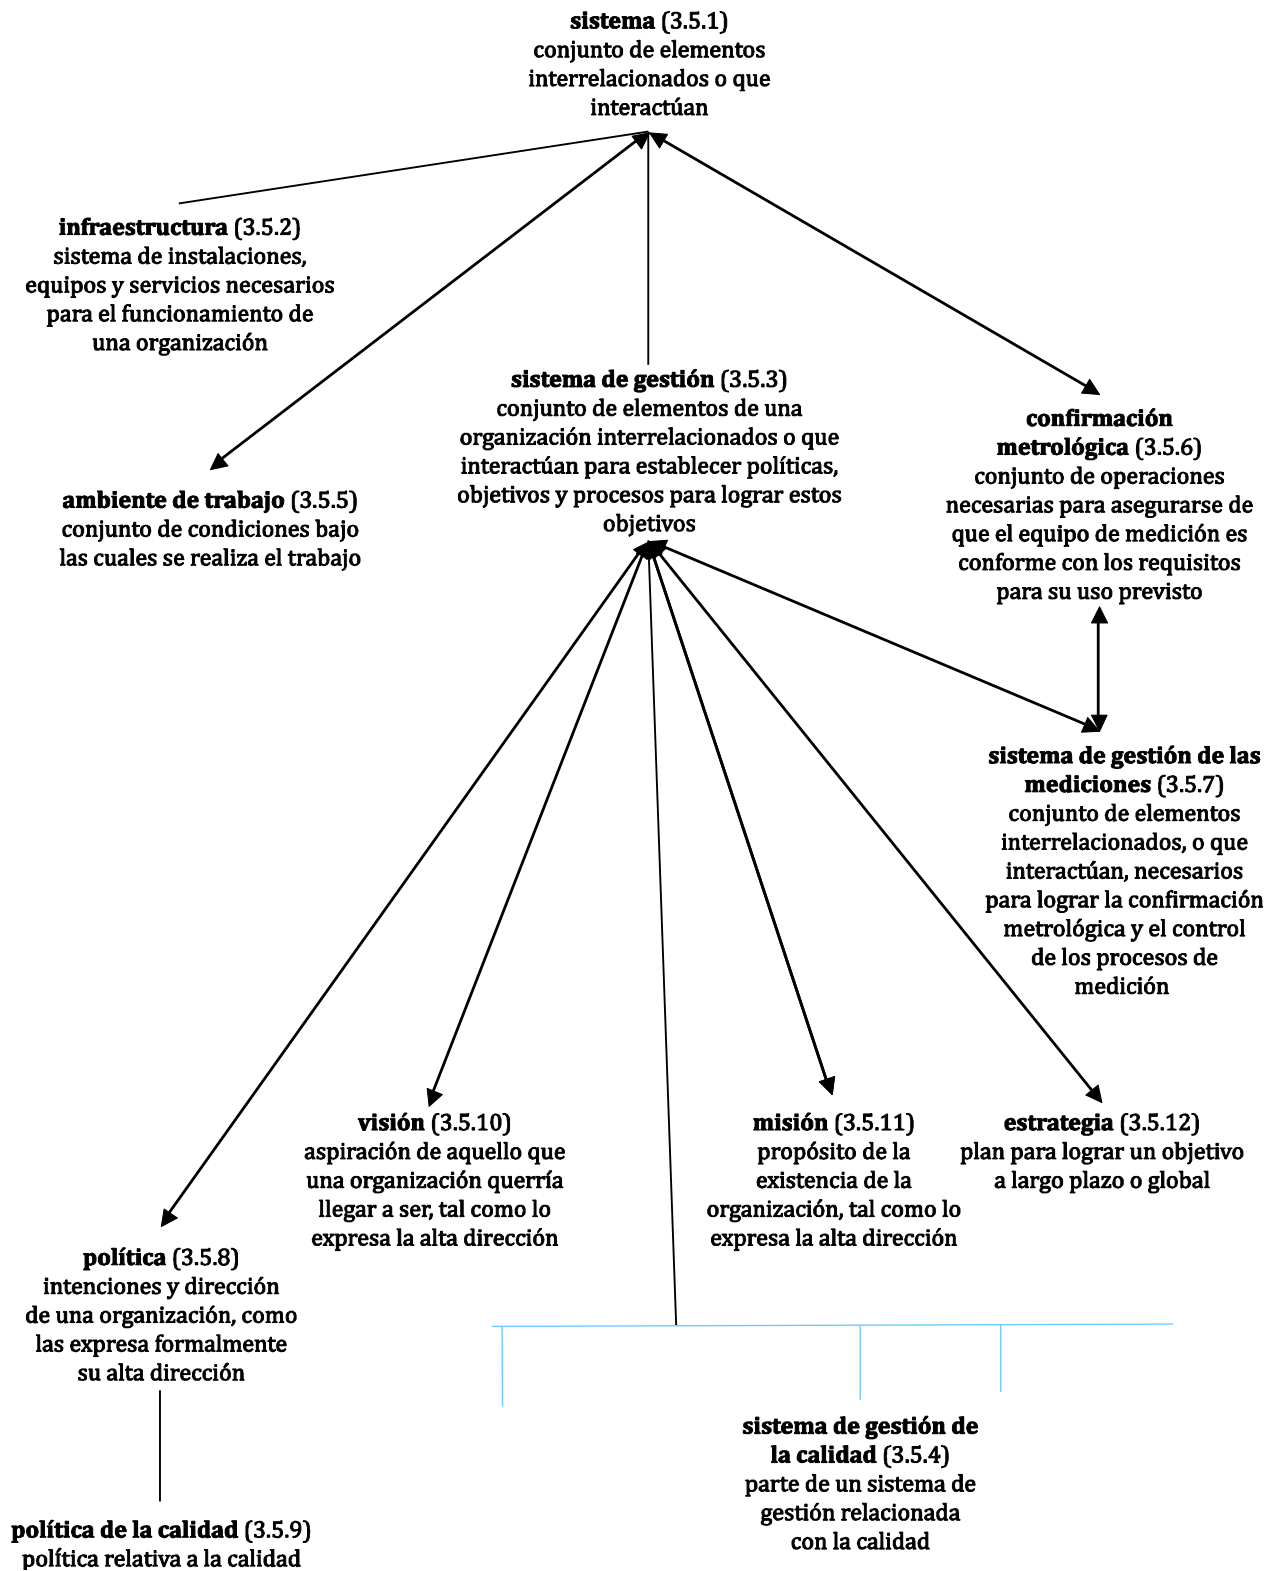 sistema (3.5.1)
conjunto de elementos
interrelacionados o que
interactúan
infraestructura (3.5.2)
sistema de instalaciones,
equipos y servicios necesarios
para el funcionamiento de
una organización
sistema de gestión (3.5.3)
conjunto de elementos de una
organización interrelacionados o que
interactúan para establecer políticas,
objetivos y procesos para lograr estos
objetivos
confirmación
metrológica (3.5.6)
conjunto de operaciones
necesarias para asegurarse de
que el equipo de medición es
conforme con los requisitos
para su uso previsto
ambiente de trabajo (3.5.5)
conjunto de condiciones bajo
las cuales se realiza el trabajo
sistema de gestión de las
mediciones (3.5.7)
conjunto de elementos
interrelacionados, o que
interactúan, necesarios
para lograr la confirmación
metrológica y el control
de los procesos de
medición
visión (3.5.10)
aspiración de aquello que
una organización querría
llegar a ser, tal como lo
expresa la alta dirección
misión (3.5.11)
propósito de la
existencia de la
organización, tal como lo
expresa la alta dirección
estrategia (3.5.12)
plan para lograr un objetivo
a largo plazo o global
política (3.5.8)
intenciones y dirección
de una organización, como
las expresa formalmente
su alta dirección
sistema de gestión de
la calidad (3.5.4)
parte de un sistema de
gestión relacionada
con la calidad
política de la calidad (3.5.9)
política relativa a la calidad